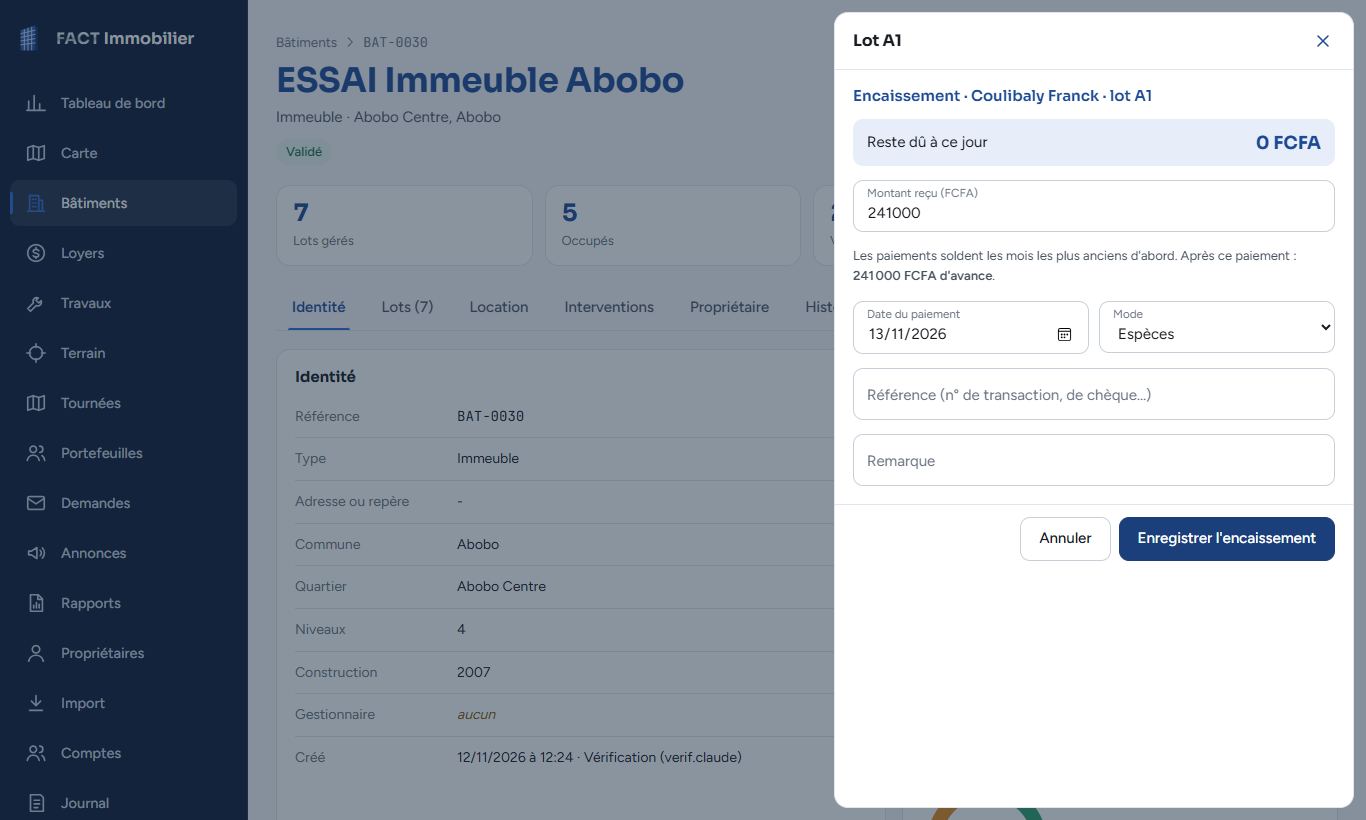 FACT Immobilier
Tableau de bord
Carte
Bâtiments
Loyers
Travaux
Terrain
Tournées
Portefeuilles
Demandes
Annonces
Rapports
Propriétaires
Import
Comptes
Journal
Bâtiments > BAT-0030
ESSAI Immeuble Abobo
Immeuble · Abobo Centre, Abobo
Validé
7
Lots gérés
5
Occupés
Identité
Lots (7)
Location
Interventions
Propriétaire
Identité
Référence BAT-0030
Type Immeuble
Adresse ou repère -
Commune Abobo
Quartier Abobo Centre
Niveaux 4
Construction 2007
Gestionnaire aucun
Créé 12/11/2026 à 12:24 · Vérification (verif.claude)
Lot A1
Encaissement · Coulibaly Franck · lot A1
Reste dû à ce jour 0 FCFA
Montant reçu (FCFA)
241000
Les paiements soldent les mois les plus anciens d'abord. Après ce paiement :
241 000 FCFA d'avance.
Date du paiement
13/11/2026
Mode
Espèces
Référence (n° de transaction, de chèque...)
Remarque
Annuler
Enregistrer l'encaissement